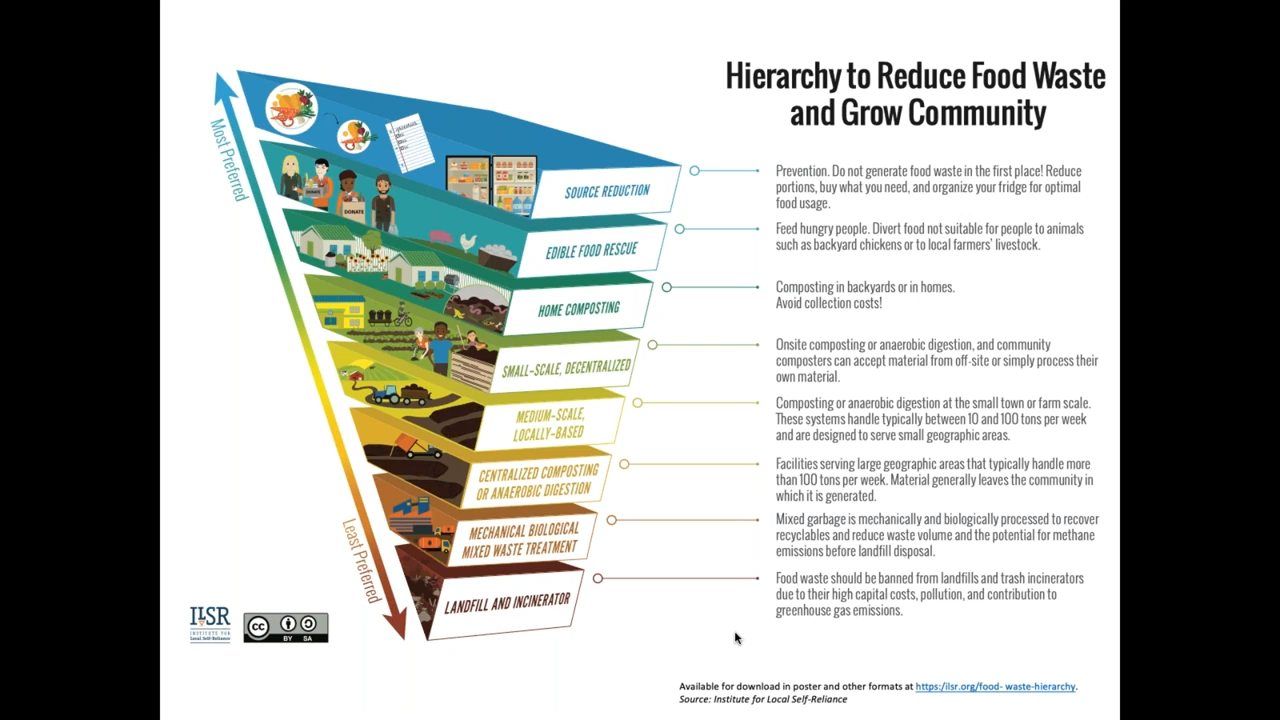 Hierarchy to Reduce Food Waste
and Grow Community
Most Preferred
Least Preferred
DONATE
DONATE
SOURCE REDUCTION
Prevention. Do not generate food waste in the first place! Reduce
portions, buy what you need, and organize your fridge for optimal
food usage.
EDIBLE FOOD RESCUE
Feed hungry people. Divert food not suitable for people to animals
such as backyard chickens or to local farmers' livestock.
HOME COMPOSTING
Composting in backyards or in homes.
Avoid collection costs!
SMALL-SCALE, DECENTRALIZED
Onsite composting or anaerobic digestion, and community
composters can accept material from off-site or simply process their
own material.
MEDIUM-SCALE,
LOCALLY-BASED
Composting or anaerobic digestion at the small town or farm scale.
These systems handle typically between 10 and 100 tons per week
and are designed to serve small geographic areas.
CENTRALIZED COMPOSTING
OR ANAEROBIC DIGESTION
Facilities serving large geographic areas that typically handle more
than 100 tons per week. Material generally leaves the community in
which it is generated.
MECHANICAL BIOLOGICAL
MIXED WASTE TREATMENT
Mixed garbage is mechanically and biologically processed to recover
recyclables and reduce waste volume and the potential for methane
emissions before landfill disposal.
LANDFILL AND INCINERATOR
Food waste should be banned from landfills and trash incinerators
due to their high capital costs, pollution, and contribution to
greenhouse gas emissions.
ILSR
INSTITUTE FOR
Local Self-Reliance
cc
BY SA
Available for download in poster and other formats at https:/ilsr.org/food- waste-hierarchy.
Source: Institute for Local Self-Reliance